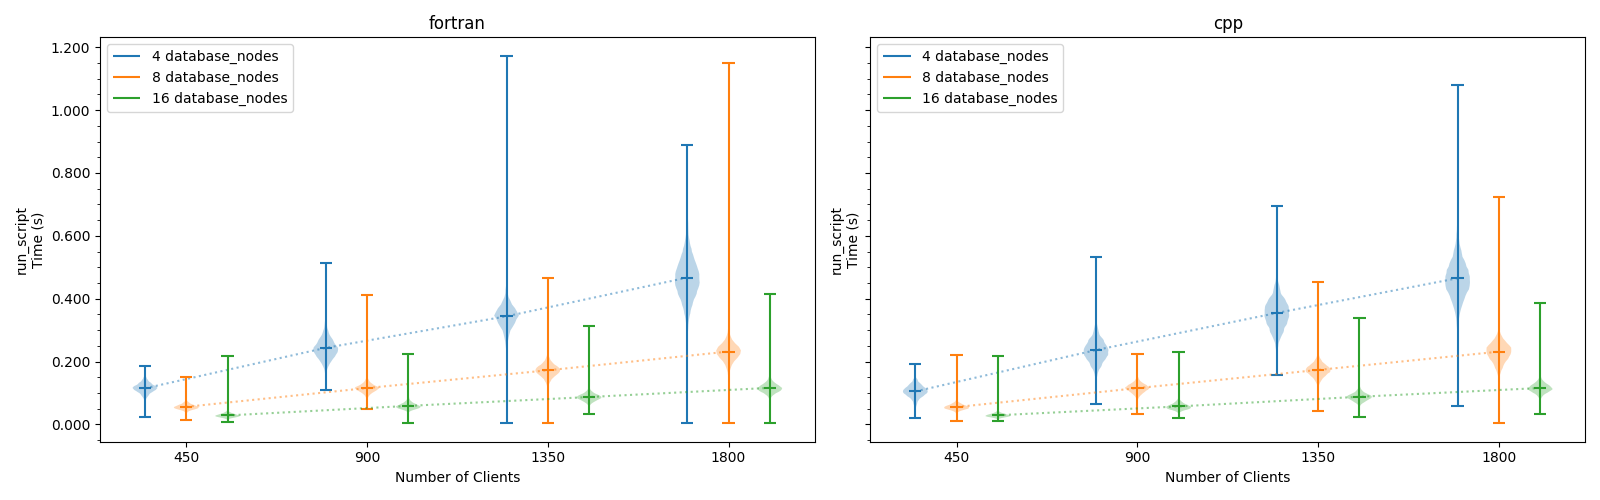 fortran
4 database_nodes
8 database_nodes
16 database_nodes
1.200
1.000
0.800
0.600
0.400
0.200
0.000
run_script
Time (s)
450
900
1350
1800
Number of Clients
cpp
4 database_nodes
8 database_nodes
16 database_nodes
run_script
Time (s)
450
900
1350
1800
Number of Clients